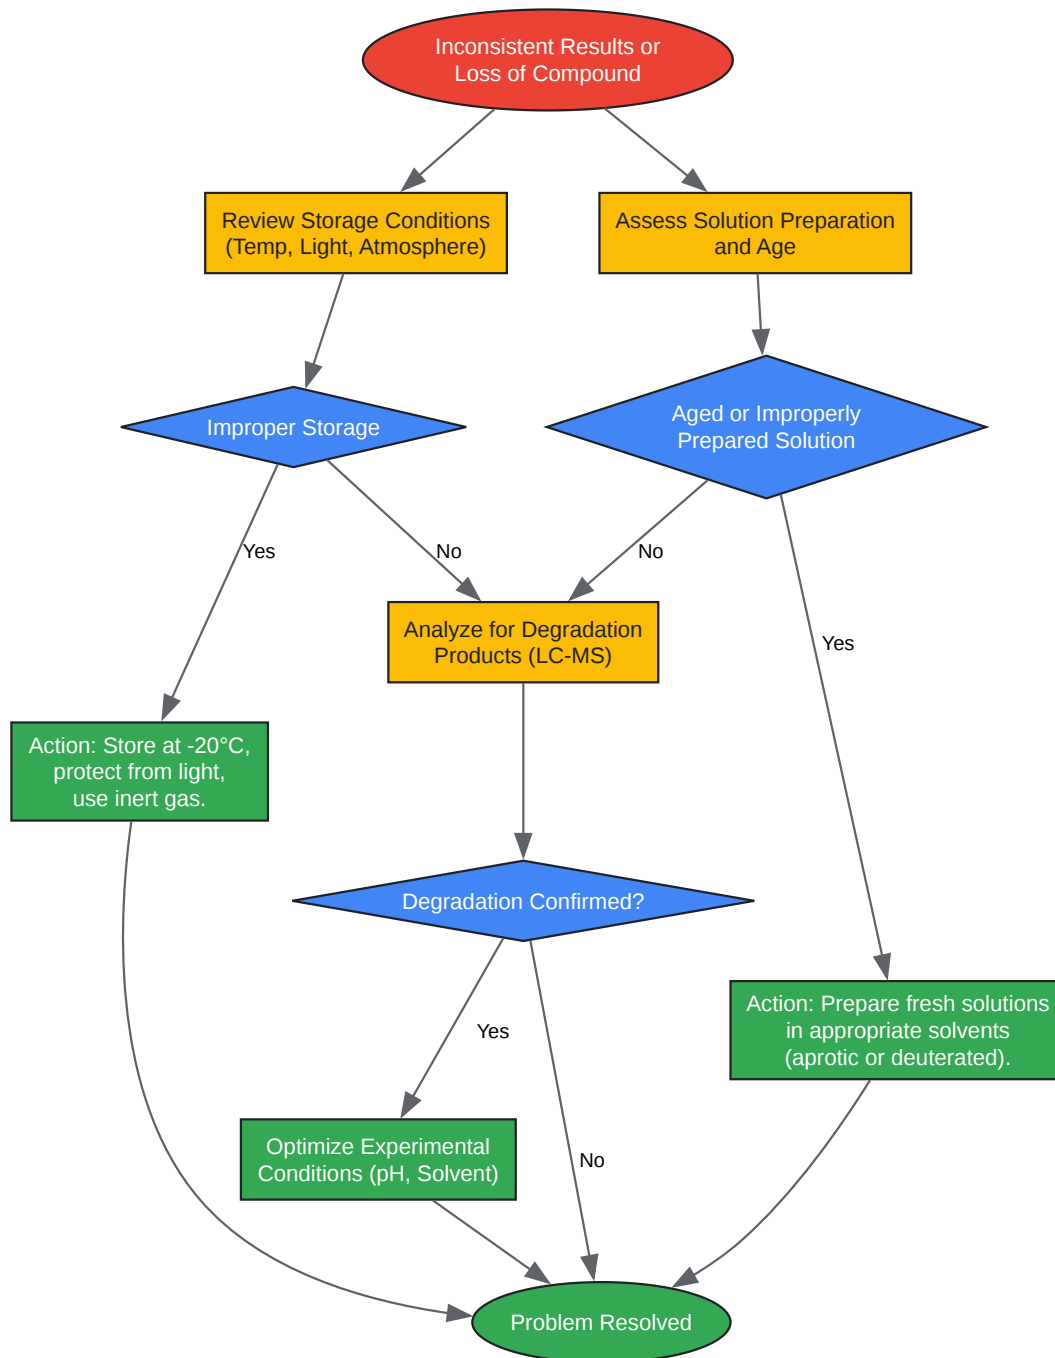 Inconsistent Results or
Loss of Compound
Review Storage Conditions
(Temp, Light, Atmosphere)
Assess Solution Preparation
and Age
Improper Storage
Aged or Improperly
Prepared Solution
Yes
No
No
Analyze for Degradation
Products (LC-MS)
Yes
Action: Store at -20°C,
protect from light,
use inert gas.
Degradation Confirmed?
Action: Prepare fresh solutions
in appropriate solvents
(aprotic or deuterated).
Yes
Optimize Experimental
Conditions (pH, Solvent)
No
Problem Resolved